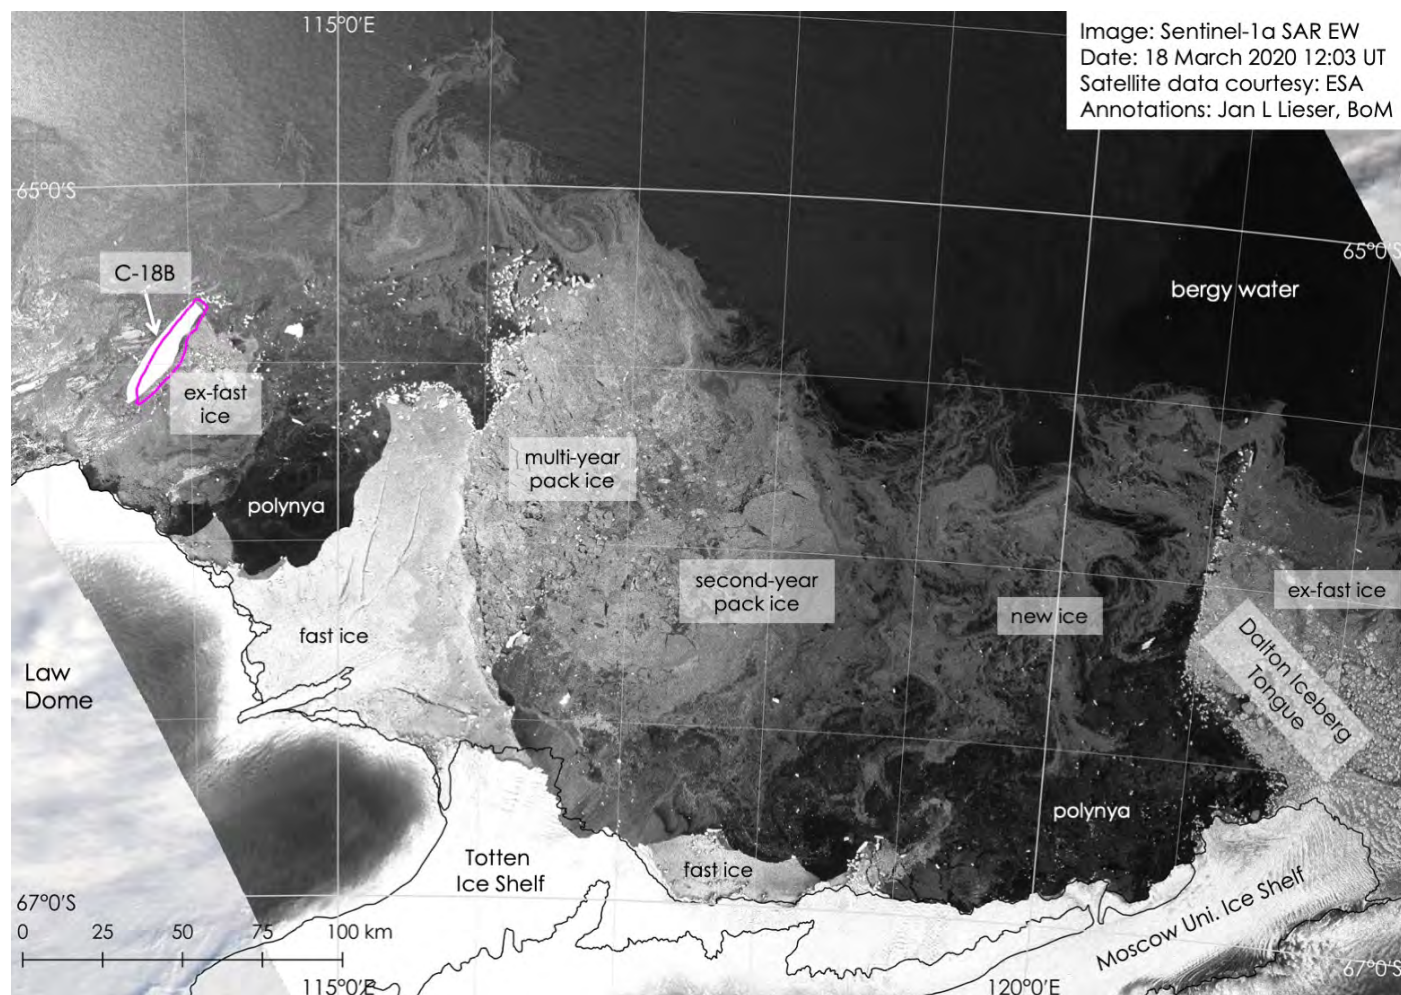 115°0'E
Image: Sentinel-1a SAR EW
Date: 18 March 2020 12:03 UT
Satellite data courtesy: ESA
Annotations: Jan L Lieser, BoM
65°0'S
65°0'S
C-18B
bergy water
ex-fast
ice
multi-year
pack ice
polynya
second-year
pack ice
new ice
ex-fast ice
fast ice
Dalton Iceberg
Tongue
Law
Dome
polynya
Totten
Ice Shelf
fast ice
67°0'S
Moscow Uni. Ice Shelf
0 25 50 75 100 km
67°0'S
115°0'E
120°0'E